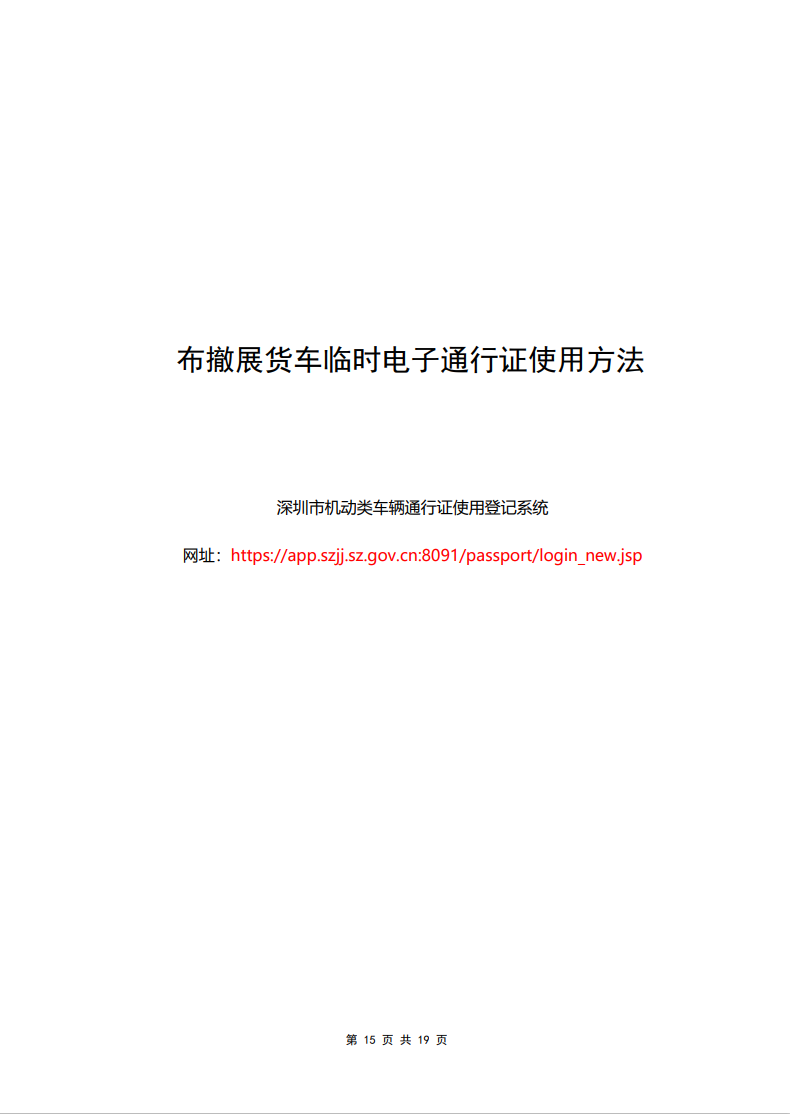 布撤展货车临时电子通行证使用方法
深圳市机动类车辆通行证使用登记系统
网址：https://app.szjj.sz.gov.cn:8091/passport/login_new.jsp
第 15 页 共 19 页